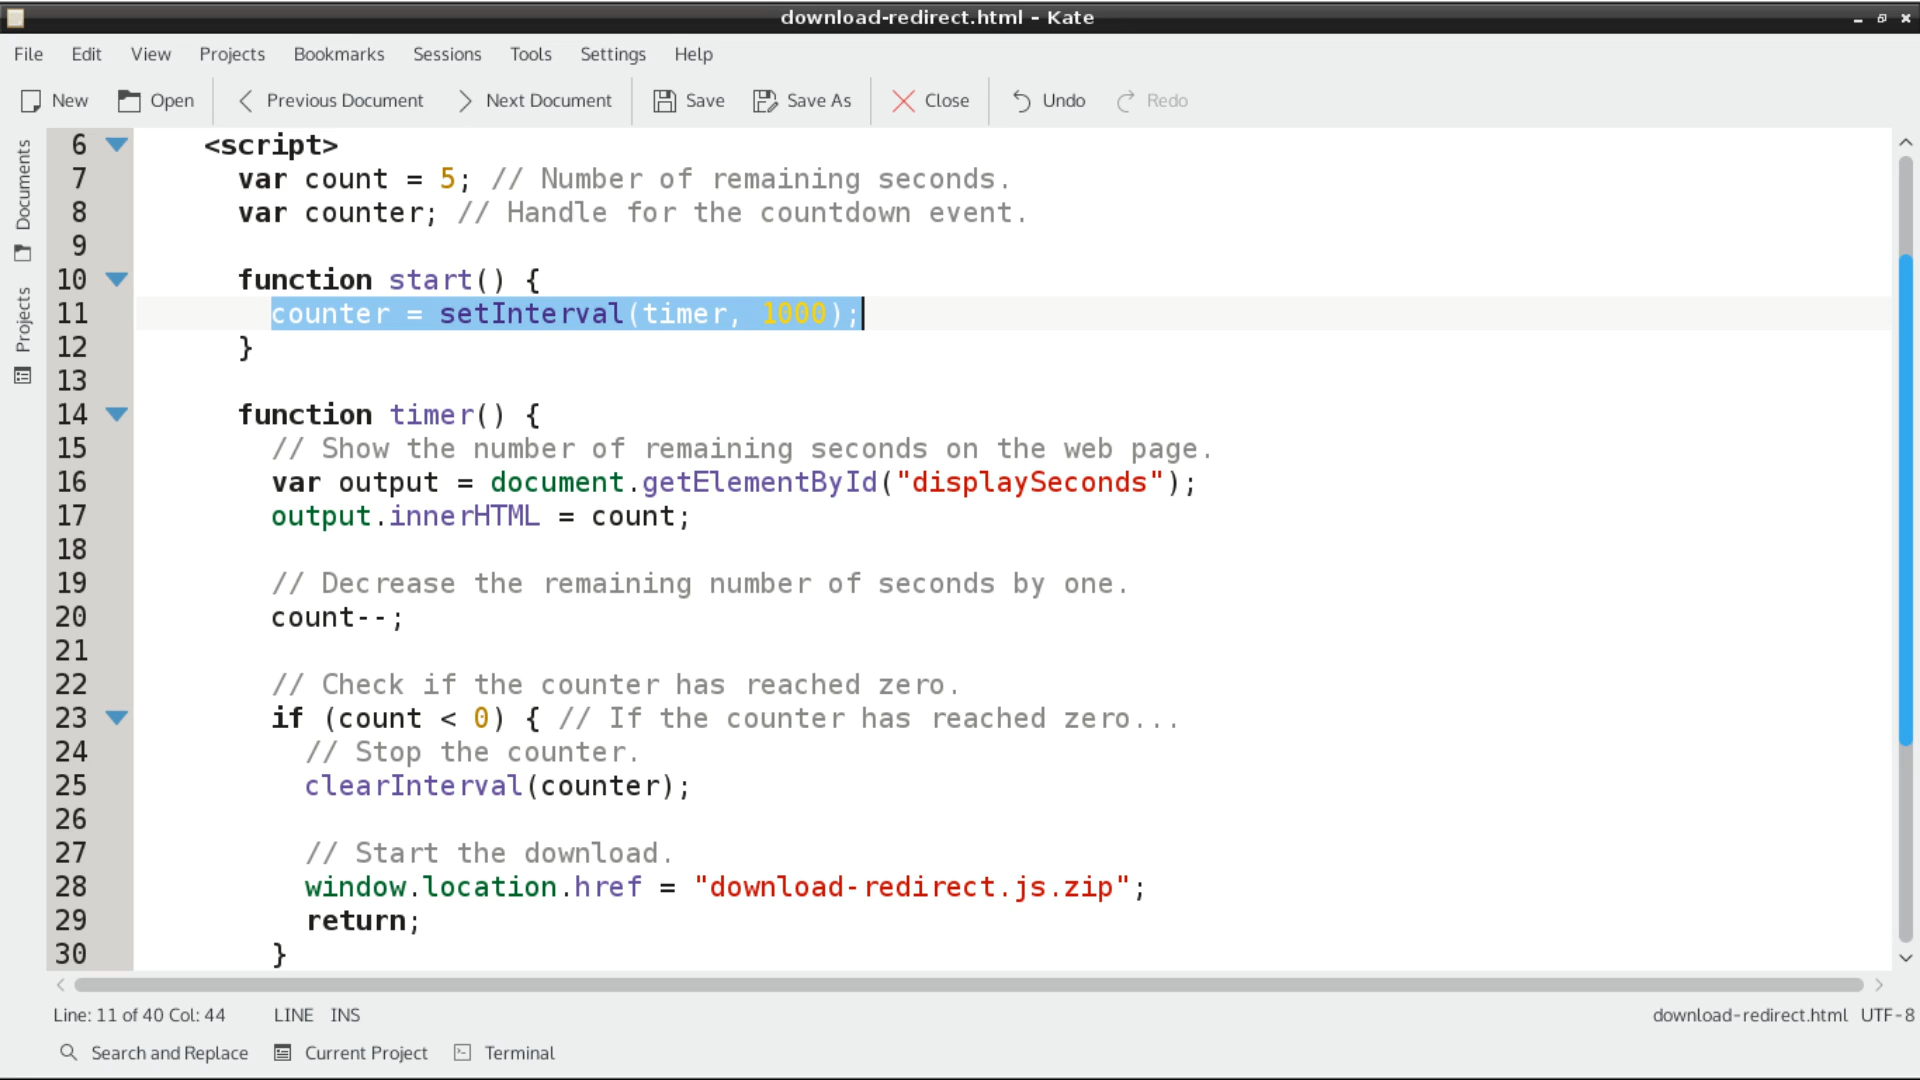 download-redirect.html - Kate
File Edit View Projects Bookmarks Sessions Tools Settings Help
New Open Previous Document Next Document Save Save As Close Undo Redo
Documents
Projects
6 <script>
7 var count = 5; // Number of remaining seconds.
8 var counter; // Handle for the countdown event.
9
10 function start() {
11 counter = setInterval(timer, 1000);
12 }
13
14 function timer() {
15 // Show the number of remaining seconds on the web page.
16 var output = document.getElementById("displaySeconds");
17 output.innerHTML = count;
18
19 // Decrease the remaining number of seconds by one.
20 count--;
21
22 // Check if the counter has reached zero.
23 if (count < 0) { // If the counter has reached zero...
24 // Stop the counter.
25 clearInterval(counter);
26
27 // Start the download.
28 window.location.href = "download-redirect.js.zip";
29 return;
30 }
Line: 11 of 40 Col: 44 LINE INS download-redirect.html UTF-8
Search and Replace Current Project Terminal